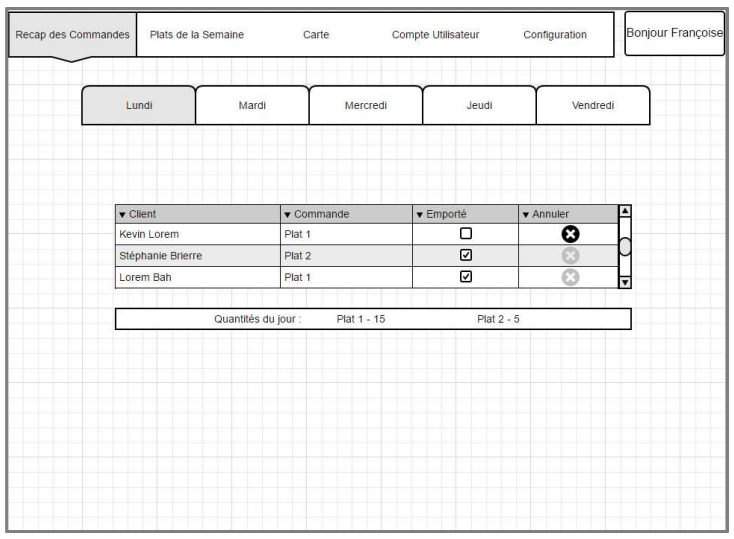 Recap des Commandes Plats de la Semaine Carte Compte Utilisateur Configuration Bonjour Françoise
Lundi Mardi Mercredi Jeudi Vendredi
Client Commande Emporté Annuler
Kevin Lorem Plat 1
Stéphanie Brierre Plat 2
Lorem Bah Plat 1
Quantités du jour : Plat 1 - 15 Plat 2 - 5